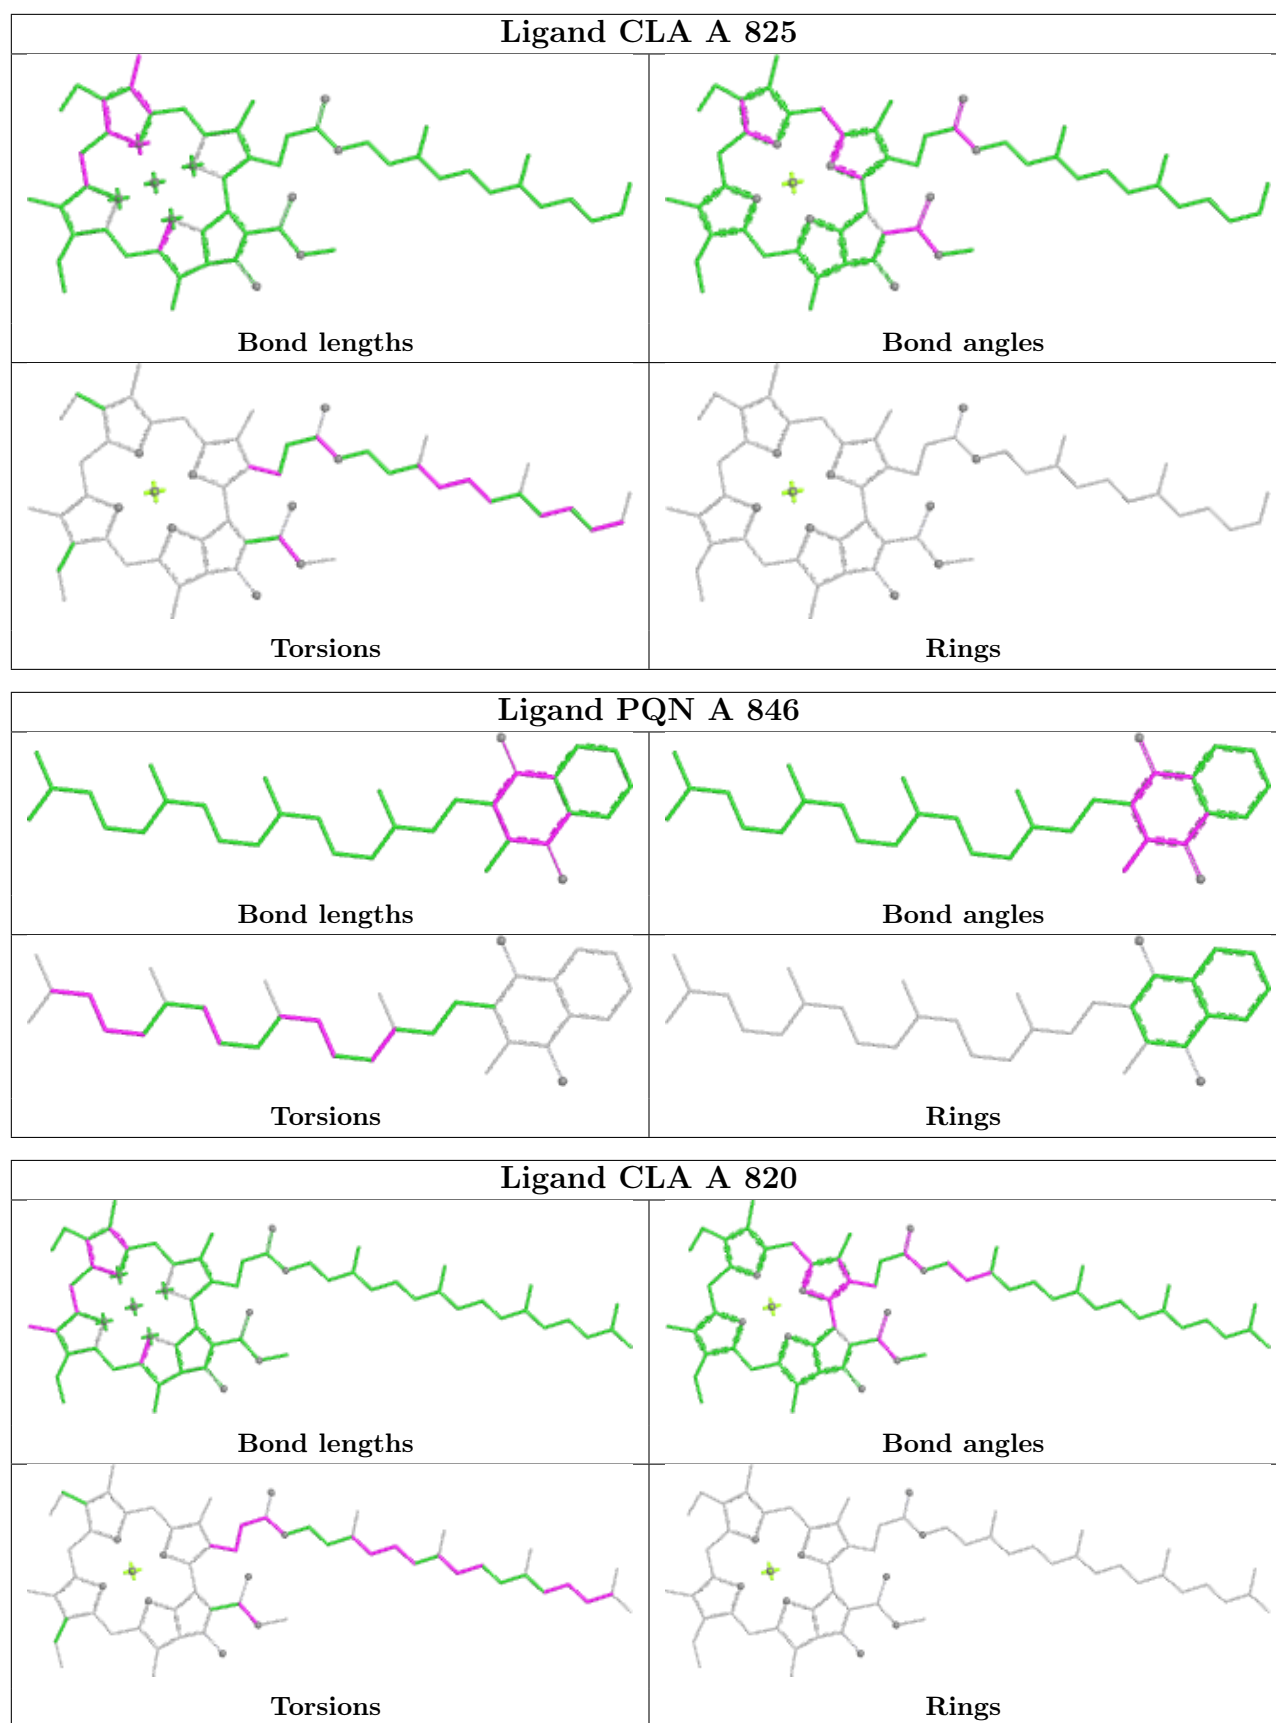 Ligand CLA A 825
Bond lengths
Bond angles
Torsions
Rings
Ligand PQN A 846
Bond lengths
Bond angles
Torsions
Rings
Ligand CLA A 820
Bond lengths
Bond angles
Torsions
Rings